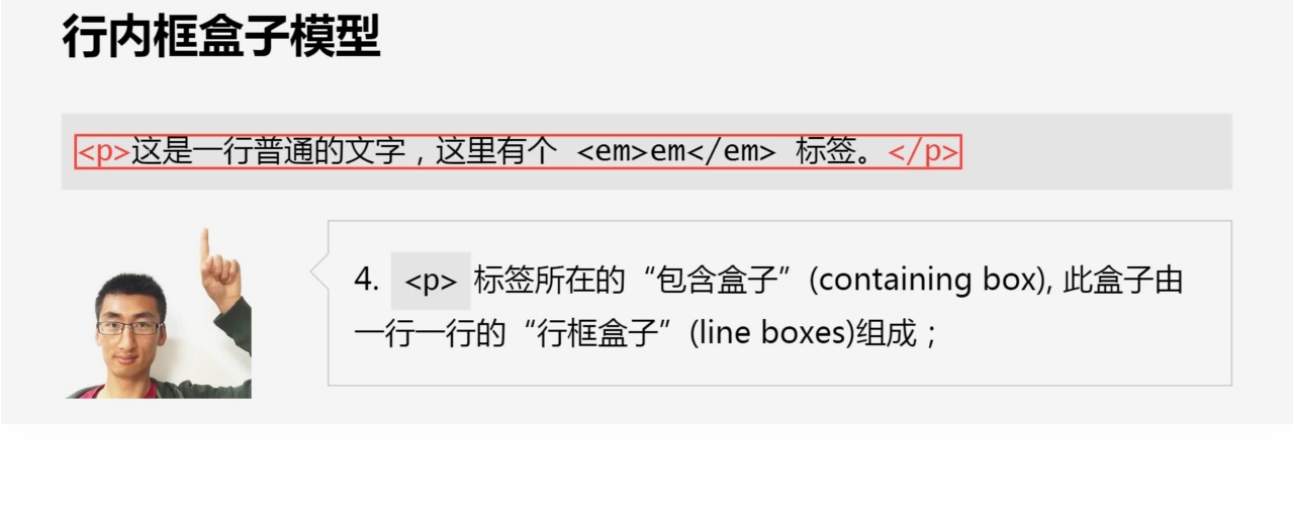 行内框盒子模型
<p>这是一行普通的文字，这里有个 <em>em</em> 标签。</p>
4. <p> 标签所在的“包含盒子”(containing box), 此盒子由
一行一行的“行框盒子”(line boxes)组成；